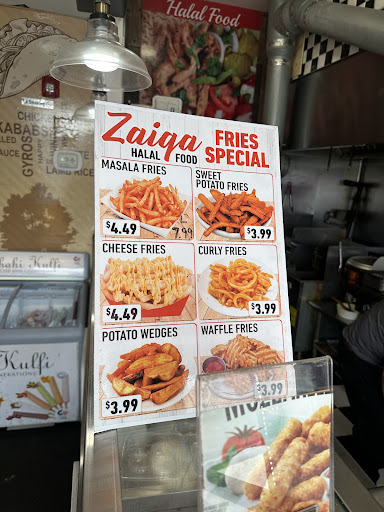 Halal Food
CHICKEN
KABABS
GYROS
LAMB RICE
Zaiqa FRIES
HALAL FOOD SPECIAL
MASALA FRIES
SWEET
POTATO FRIES
$4.49
L
7.99
$3.99
CHEESE FRIES
CURLY FRIES
$4.49
$3.99
POTATO WEDGES
WAFFLE FRIES
$3.99
$3.99
Kulfi
Kulfi